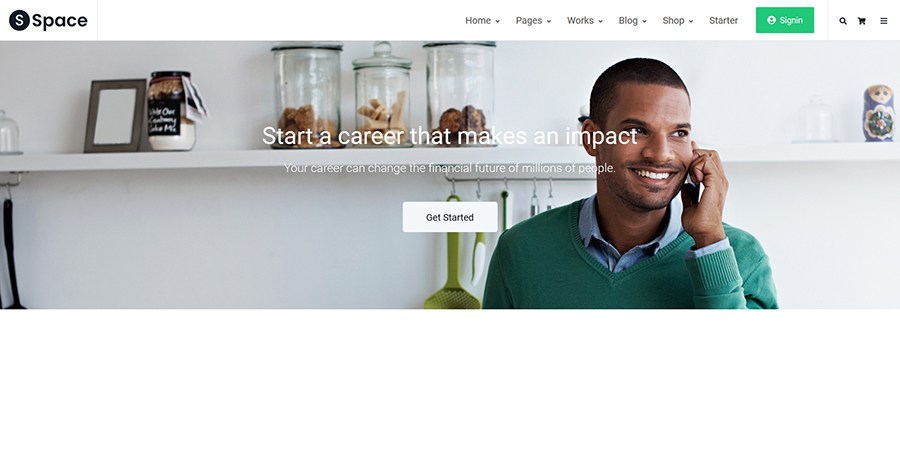 S Space
Home Pages Works Blog Shop Starter Signin
Start a career that makes an impact
Your career can change the financial future of millions of people.
Get Started